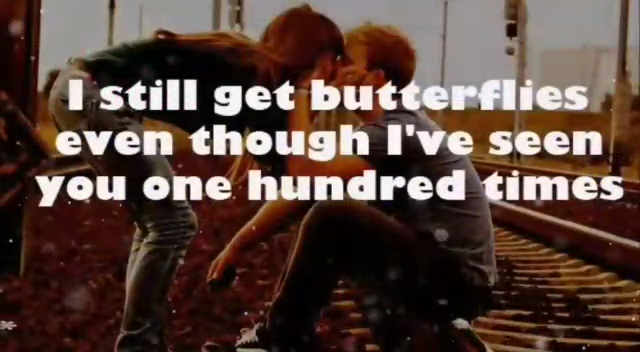 I still get butterflies
even though I've seen
you one hundred times